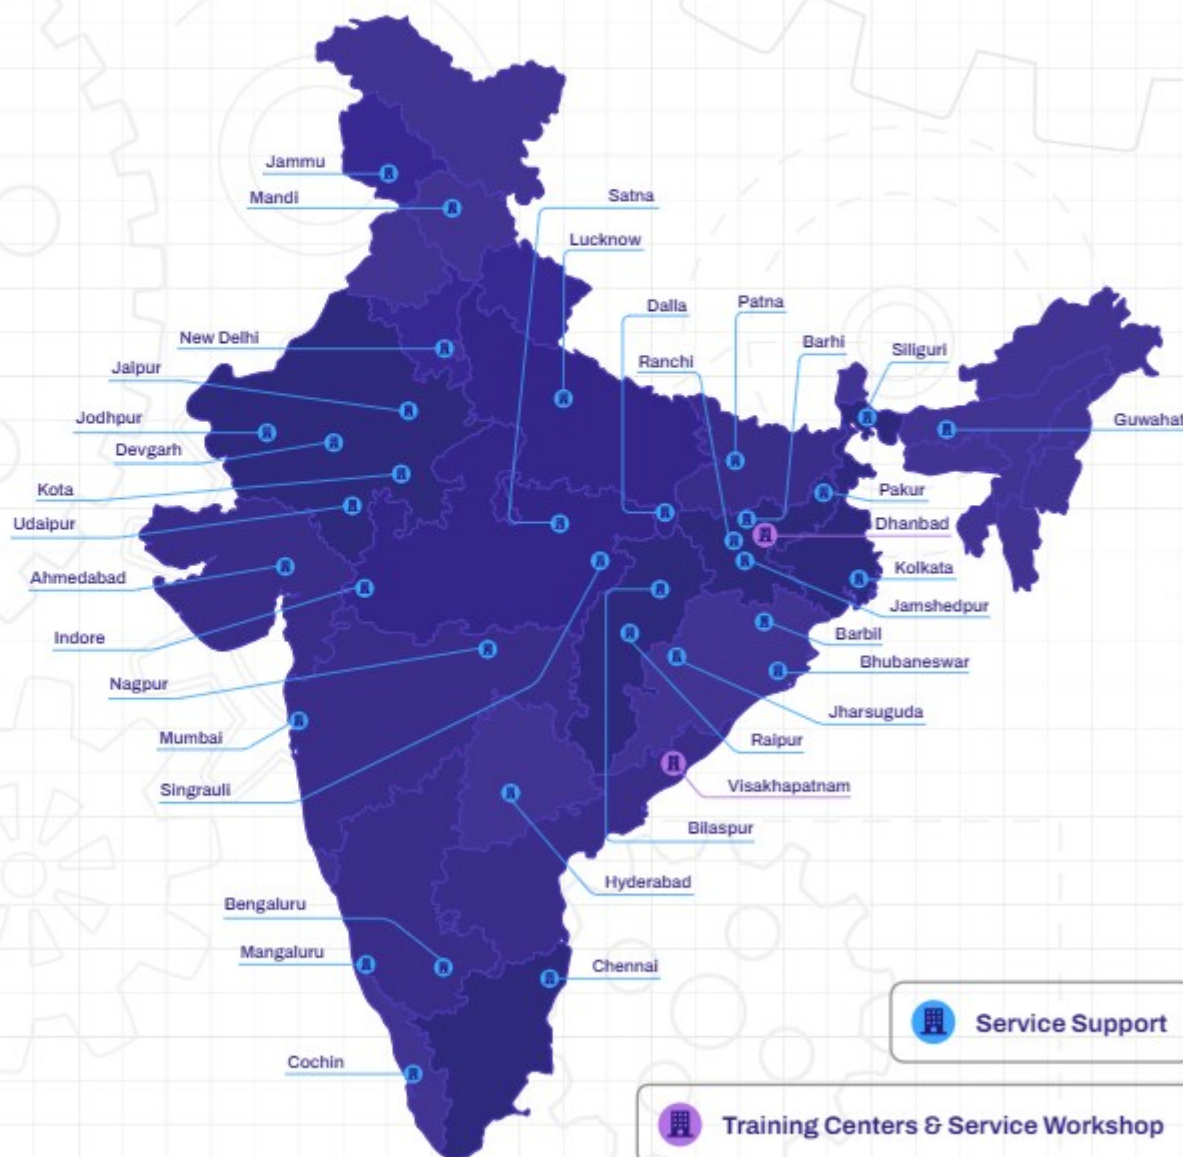 Jammu
Mandi
Satna
Lucknow
Dalla
Patna
New Delhi
Ranchi
Barhi
Siliguri
Jaipur
Jodhpur
Guwahat
Devgarh
Kota
Pakur
Udaipur
Dhanbad
Ahmedabad
Kolkata
Jamshedpur
Indore
Barbil
Bhubaneswar
Nagpur
Jharsuguda
Mumbai
Raipur
Singrauli
Visakhapatnam
Bilaspur
Hyderabad
Bengaluru
Mangaluru
Chennai
Service Support
Cochin
Training Centers & Service Workshop